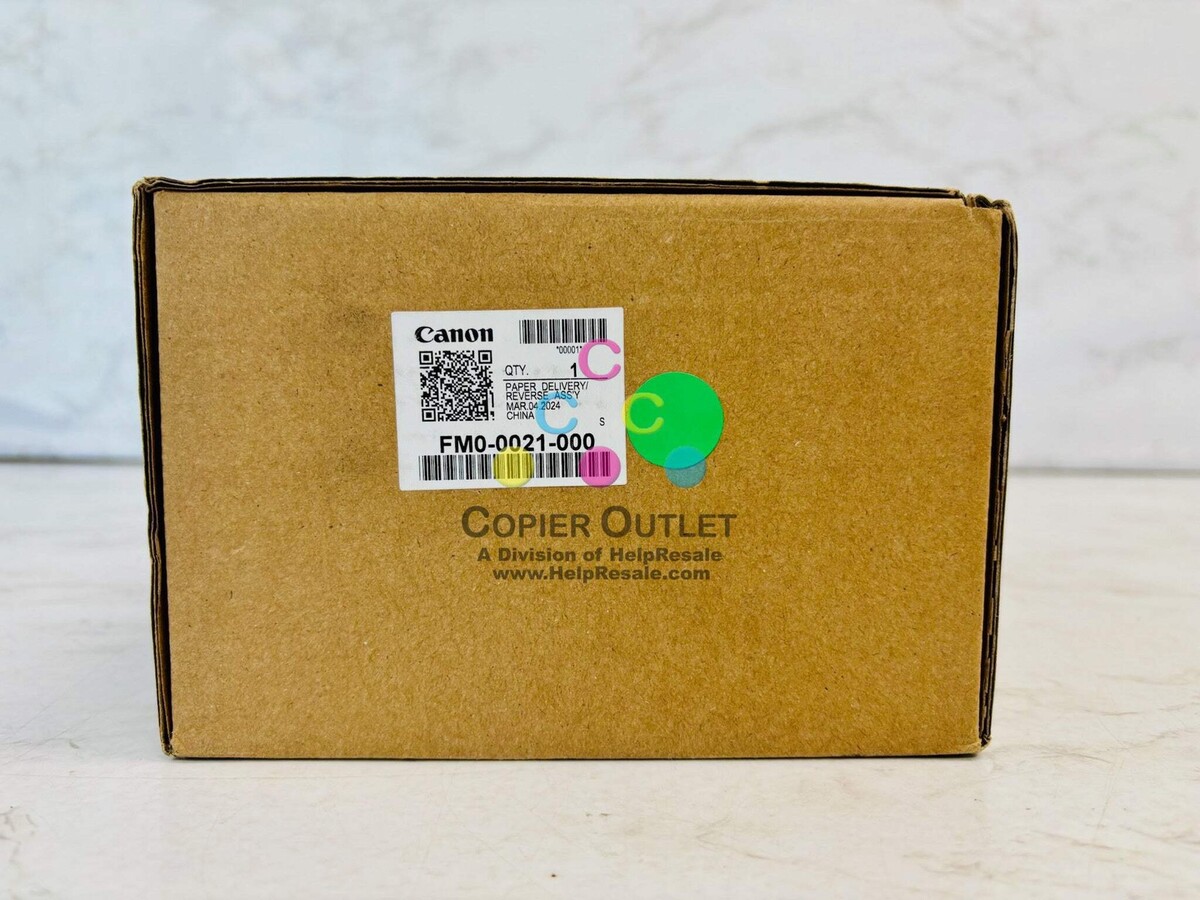 Canon
*00001*
QTY. 1
PAPER DELIVERY/
REVERSE ASS'Y
MAR.04.2024
CHINA
S
FM0-0021-000
C
C C
COPIER OUTLET
A Division of HelpResale
www.HelpResale.com